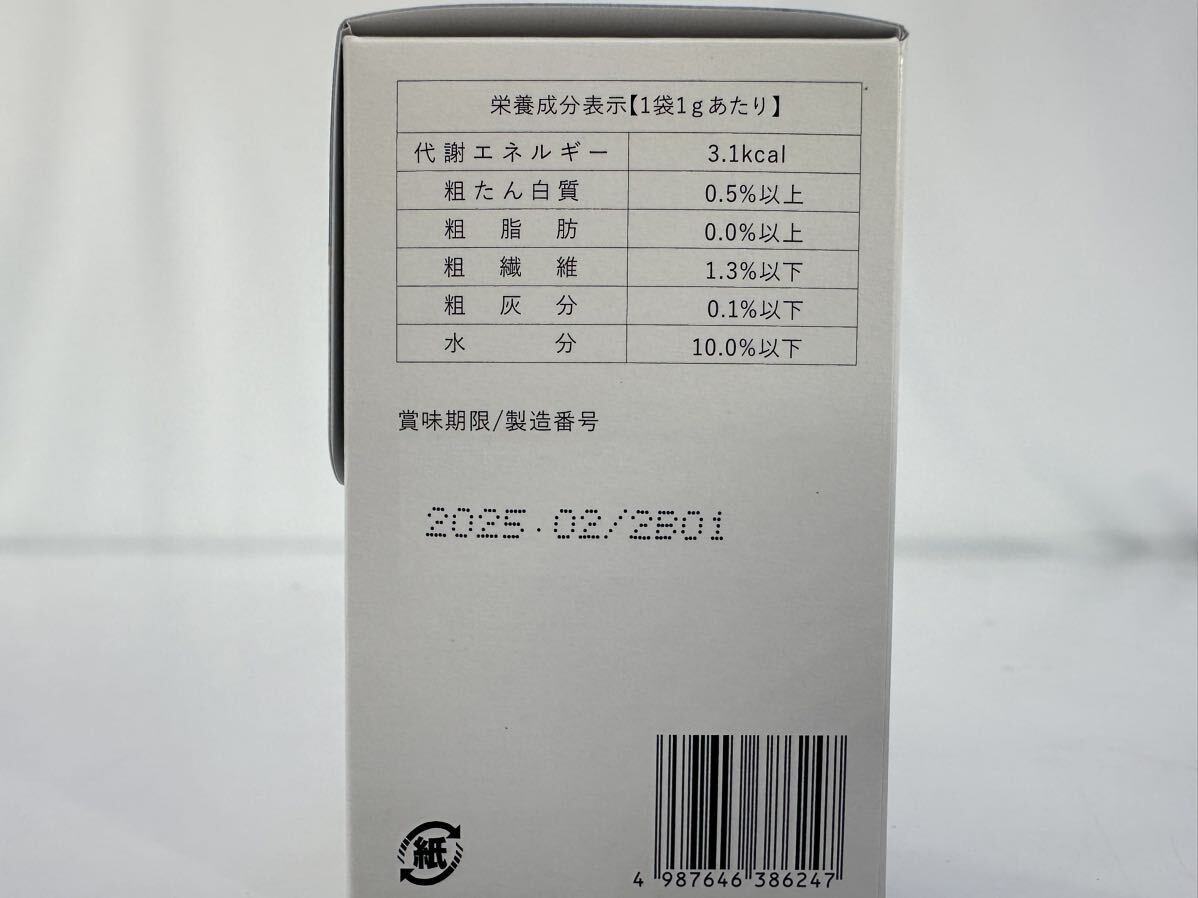 栄養成分表示【1袋1gあたり】
代謝エネルギー 3.1kcal
粗たん白質 0.5%以上
粗脂肪 0.0%以上
粗繊維 1.3%以下
粗灰分 0.1%以下
水分 10.0%以下
賞味期限/製造番号
2025.02/2B01
紙
4 987646 386247